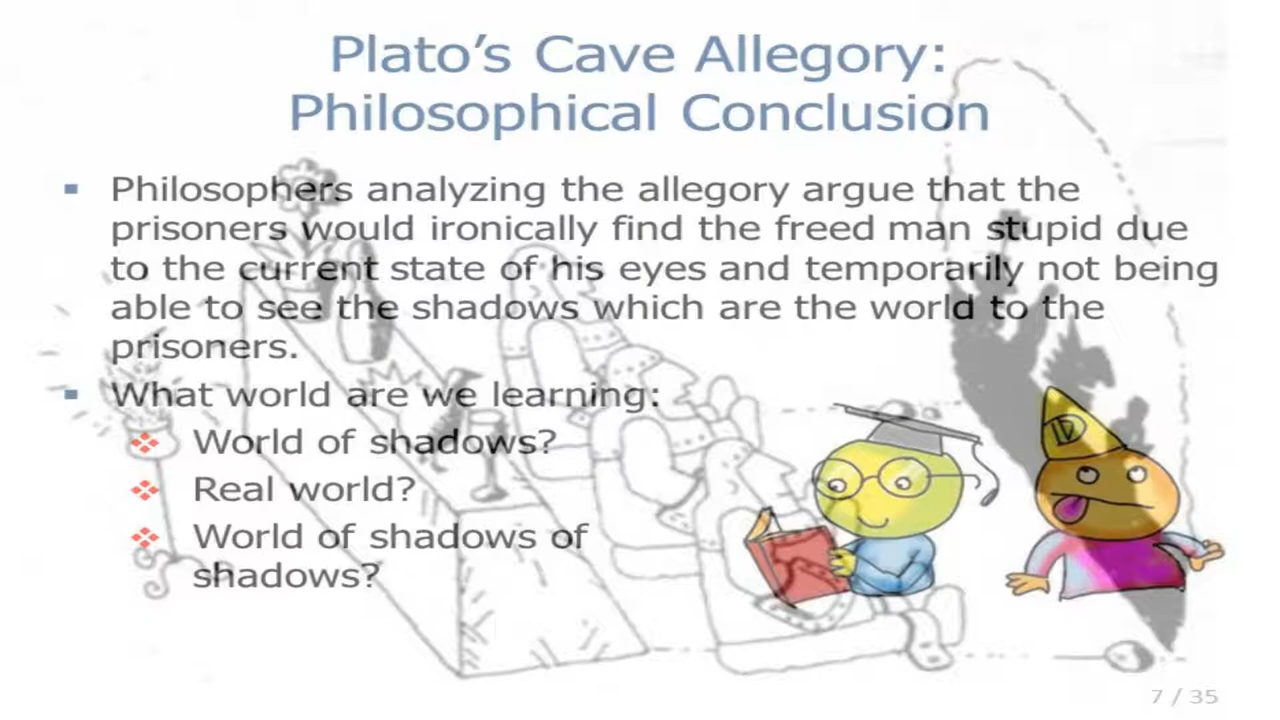 Plato's Cave Allegory:
Philosophical Conclusion
Philosophers analyzing the allegory argue that the
prisoners would ironically find the freed man stupid due
to the current state of his eyes and temporarily not being
able to see the shadows which are the world to the
prisoners.
What world are we learning:
World of shadows?
Real world?
World of shadows of
shadows?
ID
7 / 35